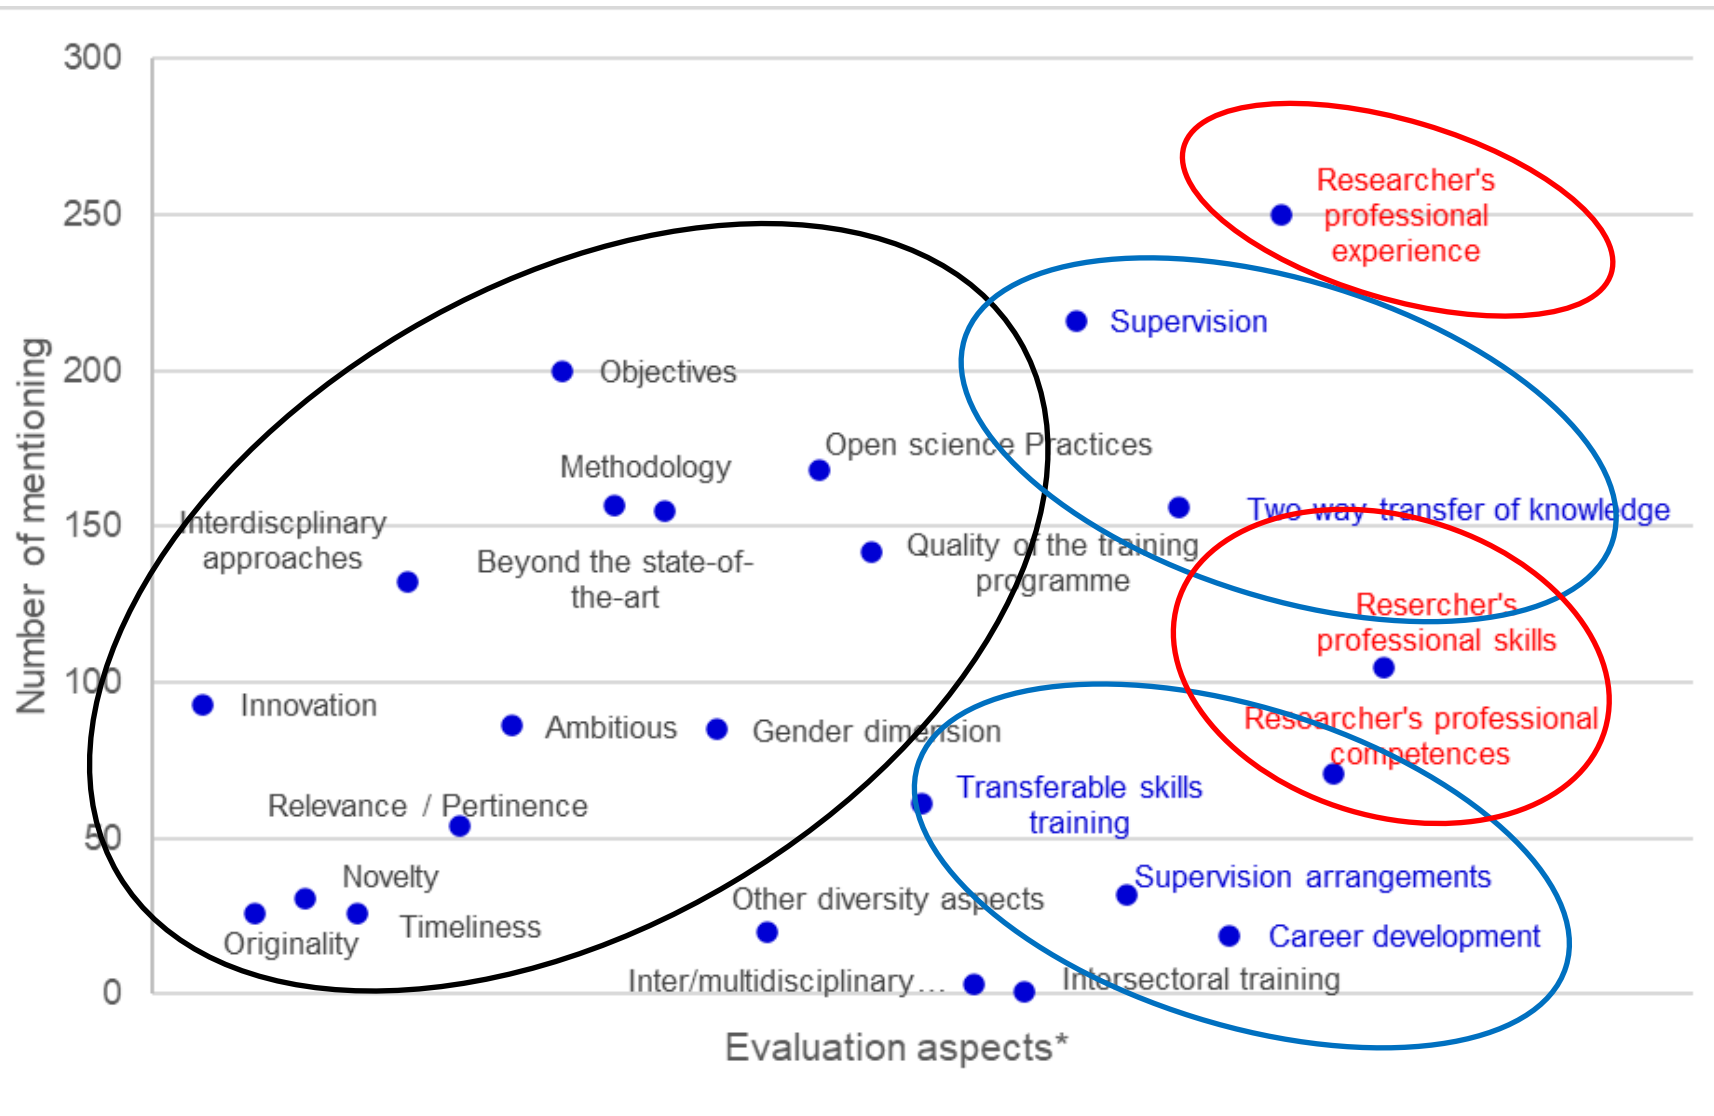 300
Researcher's
professional
experience
250
Supervision
200
Objectives
Open science Practices
Methodology
Two way transfer of knowledge
150
Interdiscplinary
approaches
Beyond the state-of-
the-art
Quality of the training
programme
Resercher's
professional skills
100
Innovation
Ambitious
Gender dimension
Researcher's professional
competences
Relevance / Pertinence
Transferable skills
training
50
Novelty
Other diversity aspects
Supervision arrangements
Originality
Timeliness
Career development
Inter/multidisciplinary...
Intersectoral training
0
Number of mentioning
Evaluation aspects*